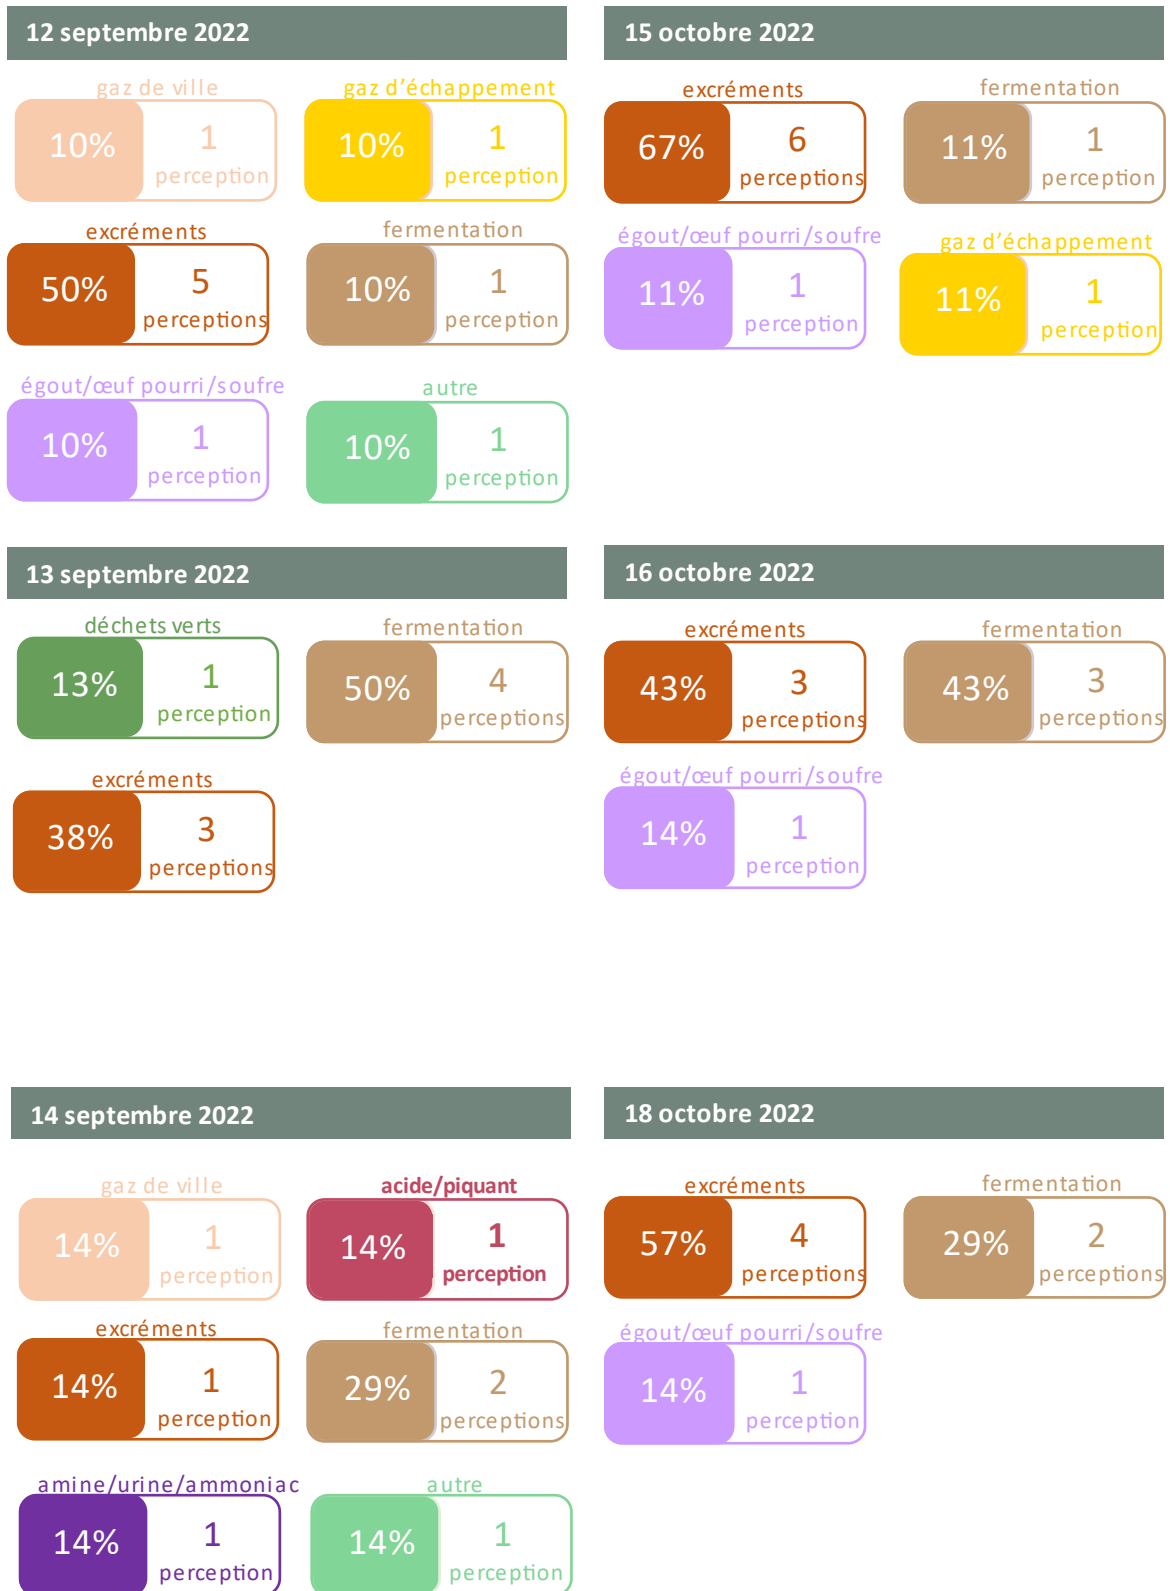 12 septembre 2022
gaz de ville
10%
1
perception
gaz d'échappement
10%
1
perception
excréments
50%
5
perceptions
fermentation
10%
1
perception
égout/œuf pourri/soufre
10%
1
perception
autre
10%
1
perception
15 octobre 2022
excréments
67%
6
perceptions
fermentation
11%
1
perception
égout/œuf pourri/soufre
11%
1
perception
gaz d'échappement
11%
1
perception
13 septembre 2022
déchets verts
13%
1
perception
fermentation
50%
4
perceptions
excréments
38%
3
perceptions
16 octobre 2022
excréments
43%
3
perceptions
fermentation
43%
3
perceptions
égout/œuf pourri/soufre
14%
1
perception
14 septembre 2022
gaz de ville
14%
1
perception
acide/piquant
14%
1
perception
excréments
14%
1
perception
fermentation
29%
2
perceptions
amine/urine/ammoniac
14%
1
perception
autre
14%
1
perception
18 octobre 2022
excréments
57%
4
perceptions
fermentation
29%
2
perceptions
égout/œuf pourri/soufre
14%
1
perception